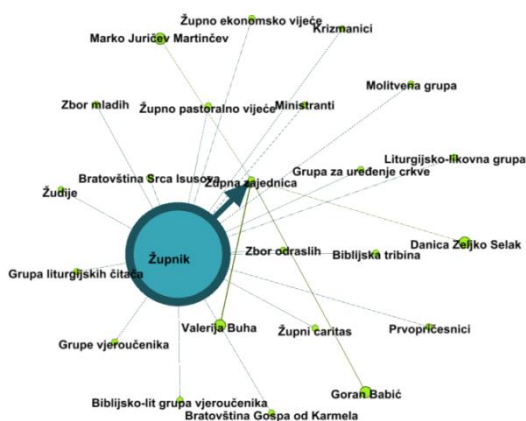 Župno ekonomsko vijeće
Krizmanici
Marko Juričev Martinčev
Molitvena grupa
Zbor mladih
Župno pastoralno vijeće
Ministranti
Liturgijsko-likovna grupa
Grupa za uređenje crkve
Bratovština Srca Isusova
Župna zajednica
Žudije
Danica Zeljko Selak
Zbor odraslih
Biblijska tribina
Župnik
Grupa liturgijskih čitača
Valerija Buha
Župni caritas
Prvopričesnici
Grupe vjeroučenika
Goran Babić
Biblijsko-lit grupa vjeroučenika
Bratovština Gospa od Karmela